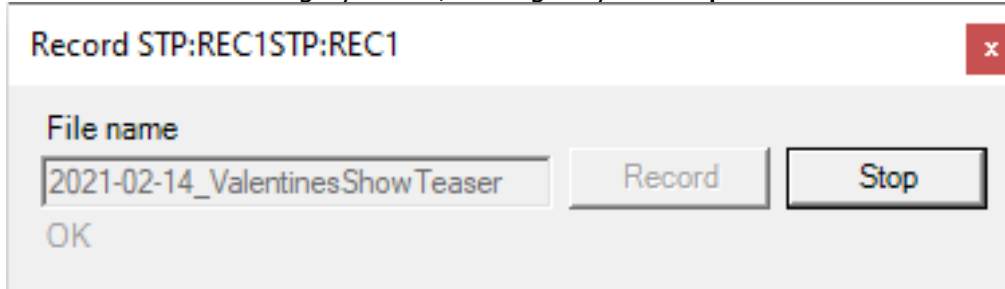 Record STP:REC1STP:REC1
x
File name
2021-02-14_ValentinesShowTeaser
Record
Stop
OK